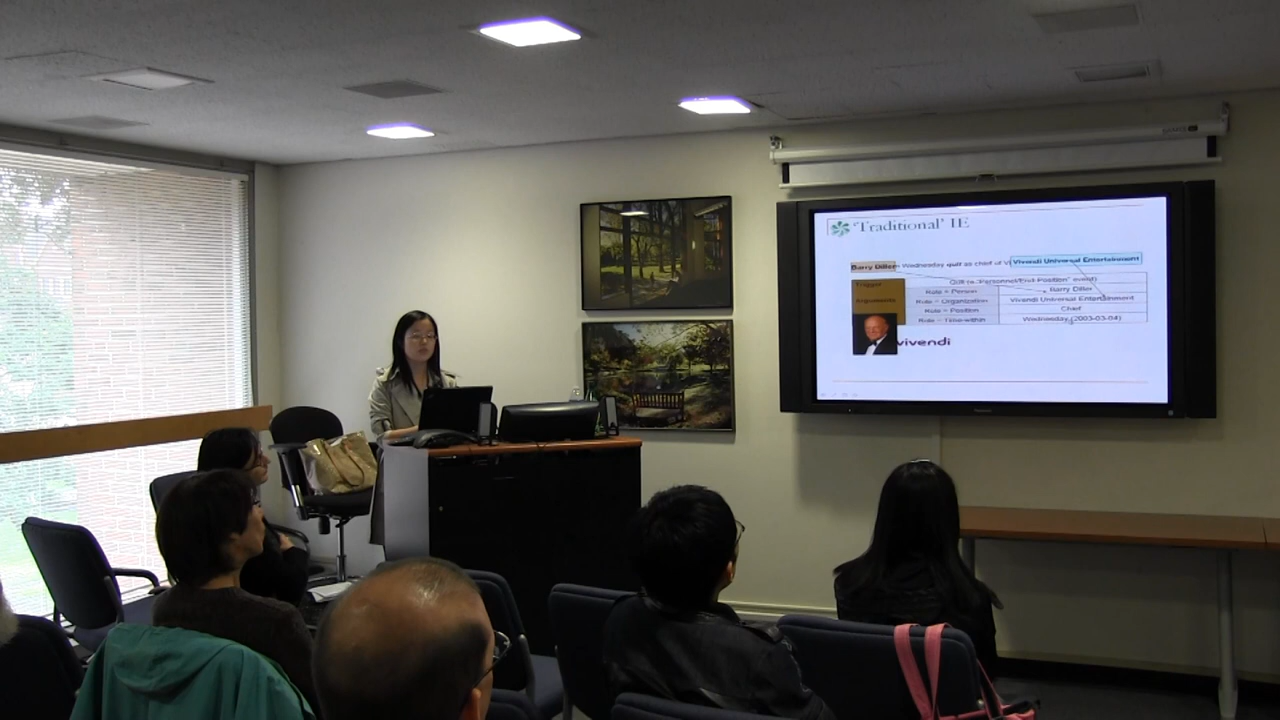 'Traditional' IE
Barry Diller on Wednesday quit as chief of Vivendi Universal Entertainment
Trigger Quit (a "Personnel/End-Position" event)
Arguments
Role = Person Barry Diller
Role = Organization Vivendi Universal Entertainment
Role = Position Chief
Role = Time-within Wednesday (2003-03-04)
vivendi
Panasonic